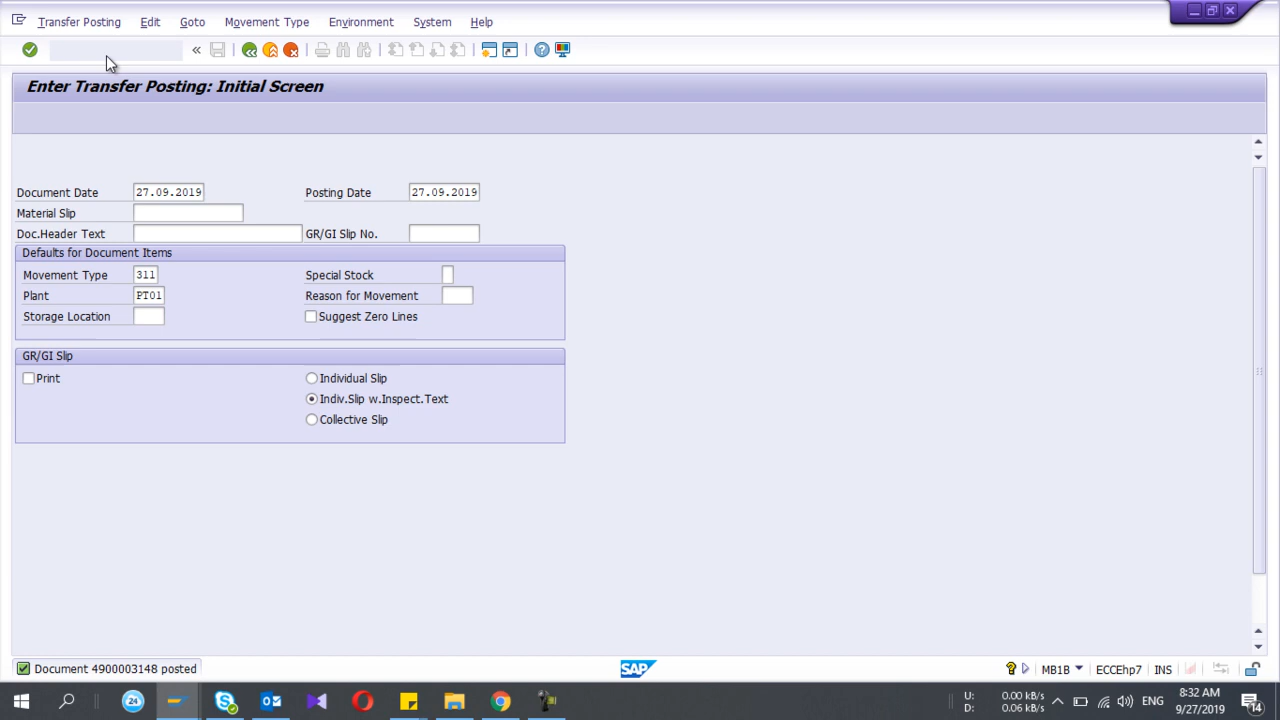 Transfer Posting Edit Goto Movement Type Environment System Help
Enter Transfer Posting: Initial Screen
Document Date 27.09.2019 Posting Date 27.09.2019
Material Slip
Doc.Header Text GR/GI Slip No.
Defaults for Document Items
Movement Type 311 Special Stock
Plant PT01 Reason for Movement
Storage Location Suggest Zero Lines
GR/GI Slip
Print Individual Slip
Indiv.Slip w.Inspect.Text
Collective Slip
Document 4900003148 posted SAP MB1B ECCEhp7 INS
24 U: 0.00 kB/s ENG 8:32 AM
D: 0.06 kB/s 9/27/2019 14